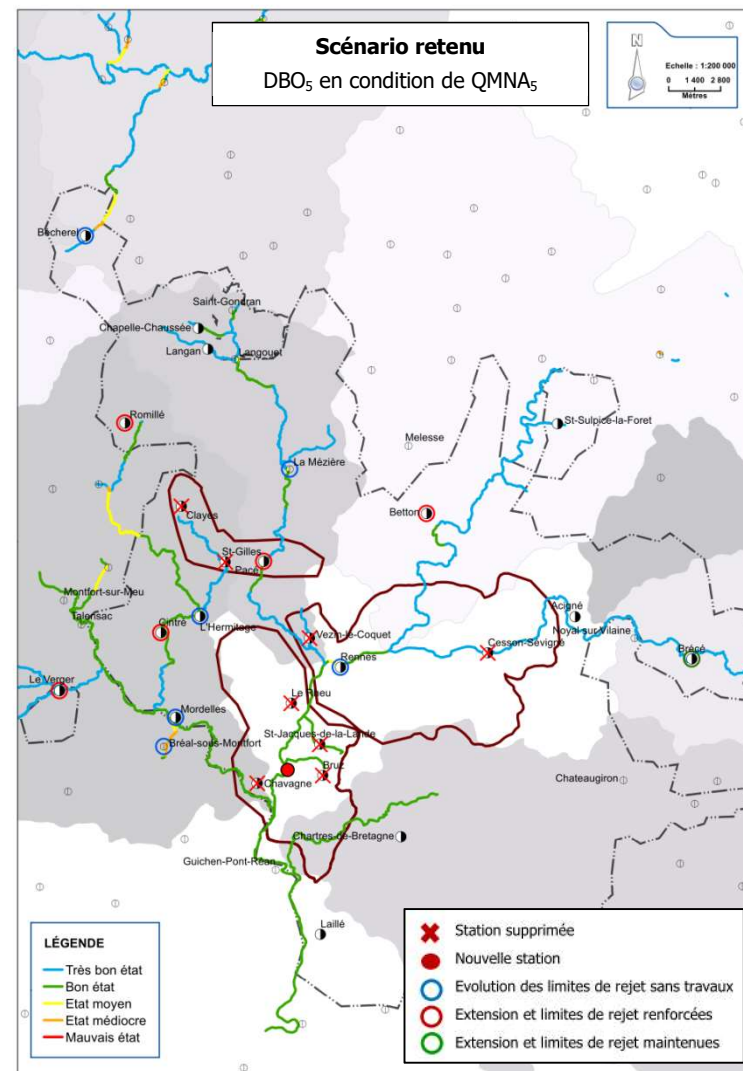 Scénario retenu
DBO5 en condition de QMNA5
N
Echelle : 1:200 000
0 1 400 2 800
Mètres
Bécherel
Saint-Gondran
Chapelle-Chaussée
Langan
Langouet
Romillé
St-Sulpice-la-Foret
Melesse
La Mézière
Betton
Clayes
St-Gilles
Pacé
Montfort-sur-Meu
Talensac
Cintré
L'Hermitage
Vezin-le-Coquet
Acigné
Noyal sur Vilaine
Cesson-Sévigné
Brécé
Rennes
Le Verger
Le Rheu
Mordelles
St-Jacques-de-la-Lande
Bréal-sous-Montfort
Bruz
Chavagne
Chateaugiron
Chartres-de-Bretagne
Guichen-Pont-Réan
Laillé
LÉGENDE
Très bon état
Bon état
Etat moyen
Etat médiocre
Mauvais état
Station supprimée
Nouvelle station
Evolution des limites de rejet sans travaux
Extension et limites de rejet renforcées
Extension et limites de rejet maintenues